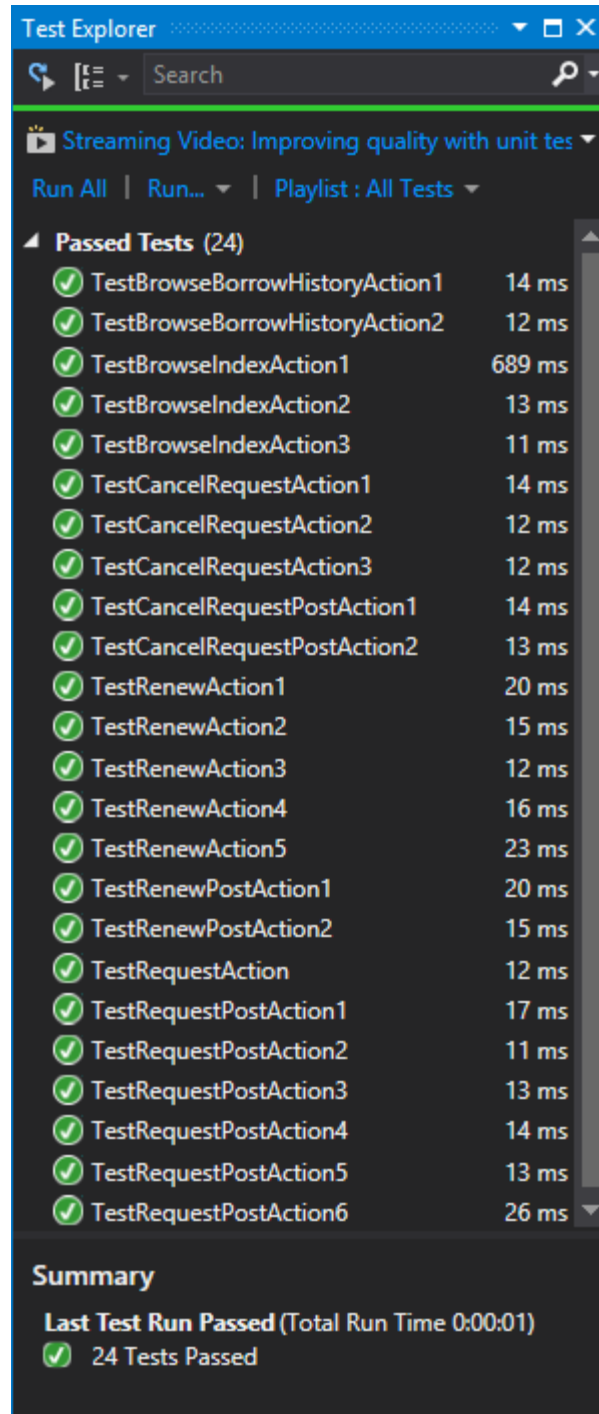 Test Explorer
Search
Streaming Video: Improving quality with unit tes
Run All | Run... | Playlist : All Tests
Passed Tests (24)
TestBrowseBorrowHistoryAction1 14 ms
TestBrowseBorrowHistoryAction2 12 ms
TestBrowseIndexAction1 689 ms
TestBrowseIndexAction2 13 ms
TestBrowseIndexAction3 11 ms
TestCancelRequestAction1 14 ms
TestCancelRequestAction2 12 ms
TestCancelRequestAction3 12 ms
TestCancelRequestPostAction1 14 ms
TestCancelRequestPostAction2 13 ms
TestRenewAction1 20 ms
TestRenewAction2 15 ms
TestRenewAction3 12 ms
TestRenewAction4 16 ms
TestRenewAction5 23 ms
TestRenewPostAction1 20 ms
TestRenewPostAction2 15 ms
TestRequestAction 12 ms
TestRequestPostAction1 17 ms
TestRequestPostAction2 11 ms
TestRequestPostAction3 13 ms
TestRequestPostAction4 14 ms
TestRequestPostAction5 13 ms
TestRequestPostAction6 26 ms
Summary
Last Test Run Passed (Total Run Time 0:00:01)
24 Tests Passed